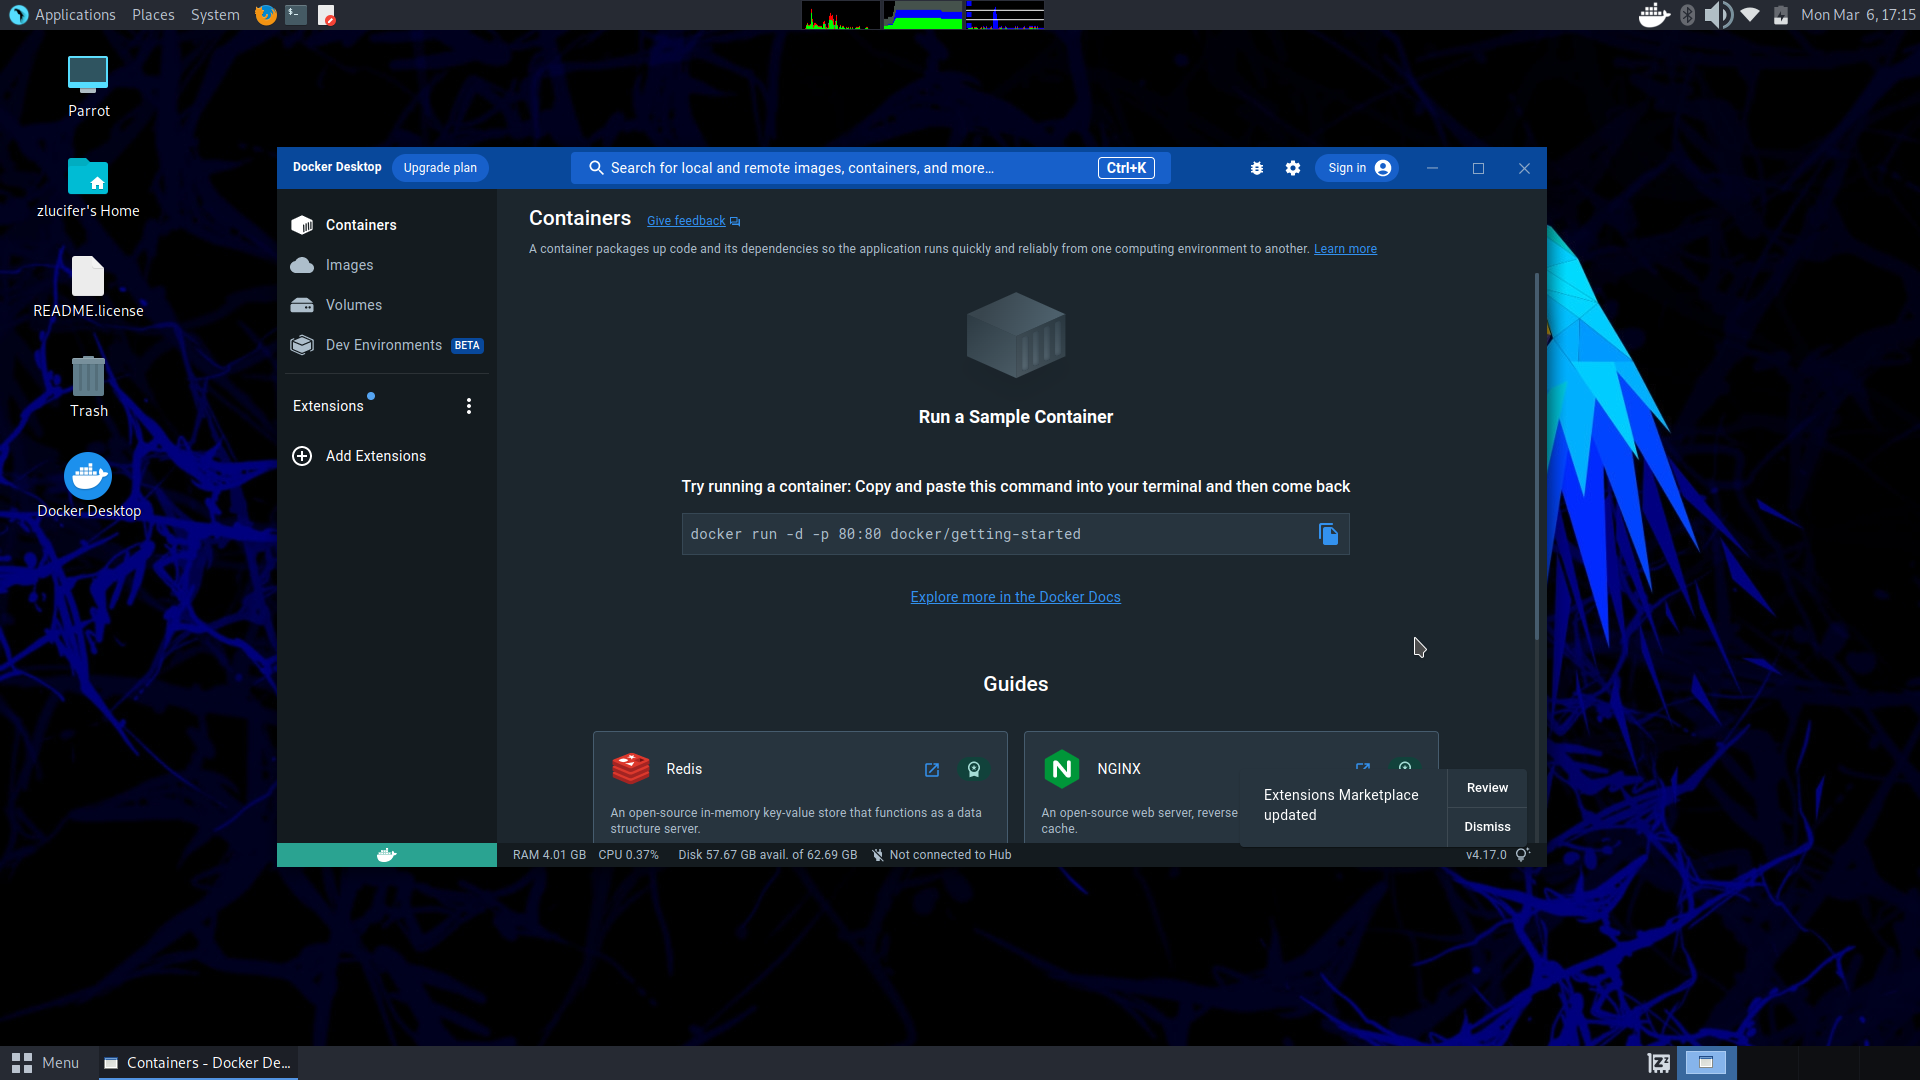 Applications Places System
Mon Mar 6, 17:15
Parrot
zlucifer's Home
README.license
Trash
Docker Desktop
Docker Desktop Upgrade plan
Search for local and remote images, containers, and more... Ctrl+K
Sign in
Containers
Images
Volumes
Dev Environments BETA
Extensions
Add Extensions
Containers Give feedback
A container packages up code and its dependencies so the application runs quickly and reliably from one computing environment to another. Learn more
Run a Sample Container
Try running a container: Copy and paste this command into your terminal and then come back
docker run -d -p 80:80 docker/getting-started
Explore more in the Docker Docs
Guides
Redis
An open-source in-memory key-value store that functions as a data
structure server.
NGINX
An open-source web server, reverse
cache.
Extensions Marketplace
updated
Review
Dismiss
RAM 4.01 GB CPU 0.37% Disk 57.67 GB avail. of 62.69 GB Not connected to Hub
v4.17.0
Menu Containers - Docker De...